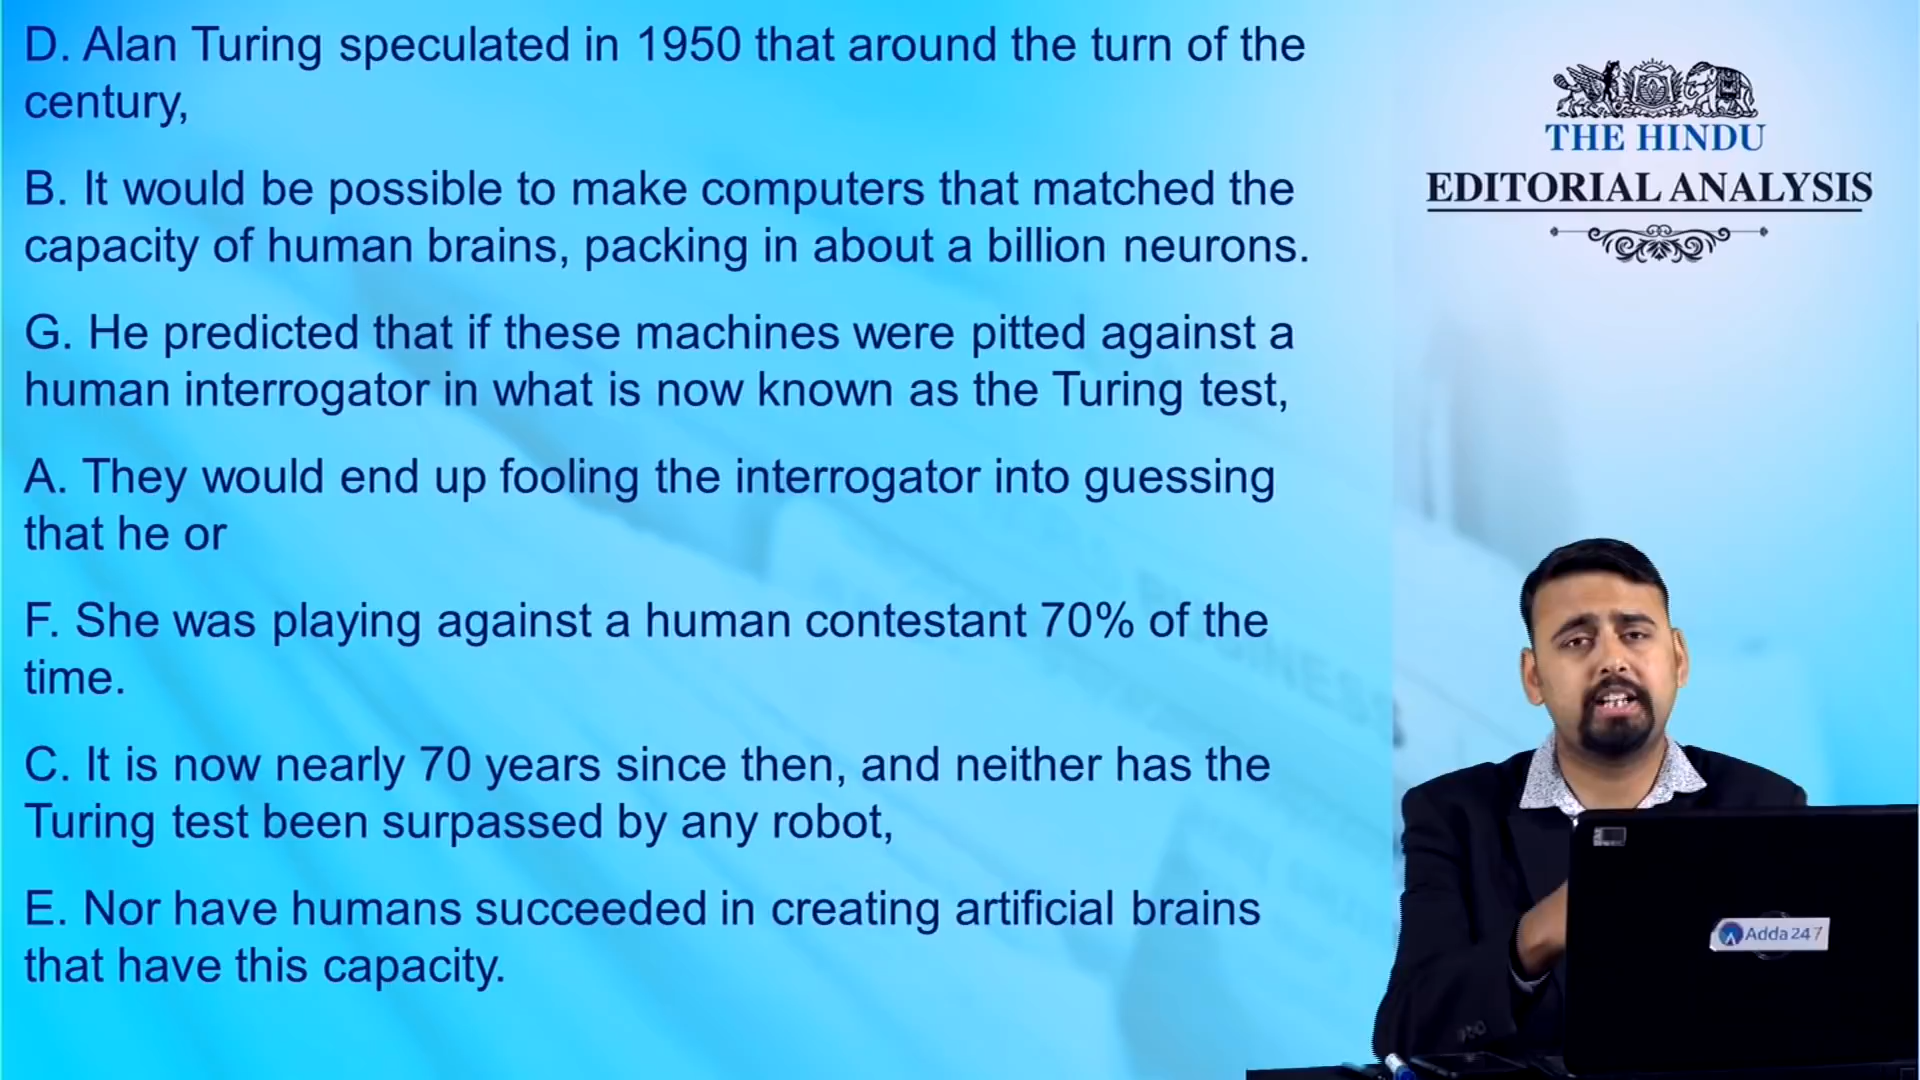 D. Alan Turing speculated in 1950 that around the turn of the
century,
B. It would be possible to make computers that matched the
capacity of human brains, packing in about a billion neurons.
G. He predicted that if these machines were pitted against a
human interrogator in what is now known as the Turing test,
A. They would end up fooling the interrogator into guessing
that he or
F. She was playing against a human contestant 70% of the
time.
C. It is now nearly 70 years since then, and neither has the
Turing test been surpassed by any robot,
E. Nor have humans succeeded in creating artificial brains
that have this capacity.
THE HINDU
EDITORIAL ANALYSIS
BUSINESS
Adda247